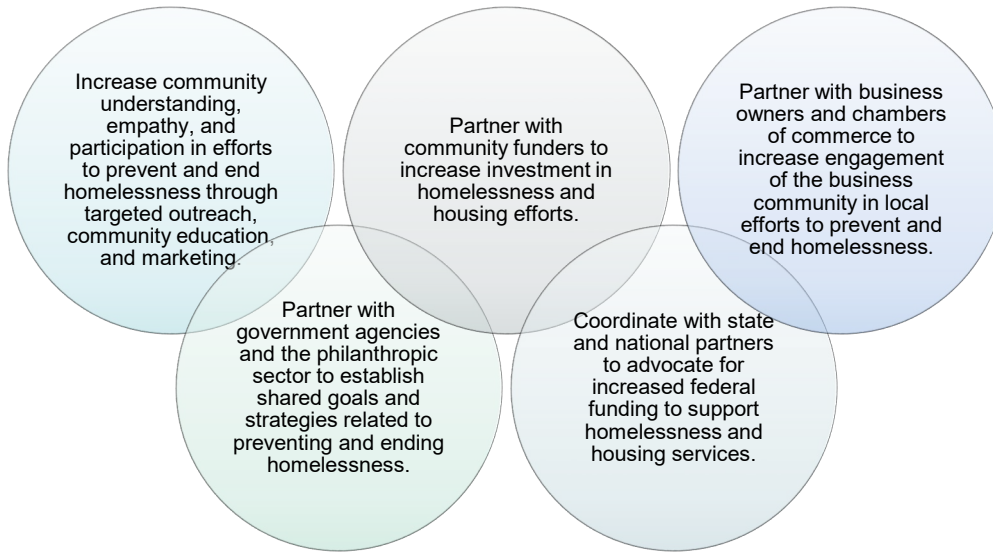 Increase community
understanding,
empathy, and
participation in efforts
to prevent and end
homelessness through
targeted outreach,
community education,
and marketing.
Partner with
government agencies
and the philanthropic
sector to establish
shared goals and
strategies related to
preventing and ending
homelessness.
Partner with
community funders to
increase investment in
homelessness and
housing efforts.
Coordinate with state
and national partners
to advocate for
increased federal
funding to support
homelessness and
housing services.
Partner with business
owners and chambers
of commerce to
increase engagement
of the business
community in local
efforts to prevent and
end homelessness.